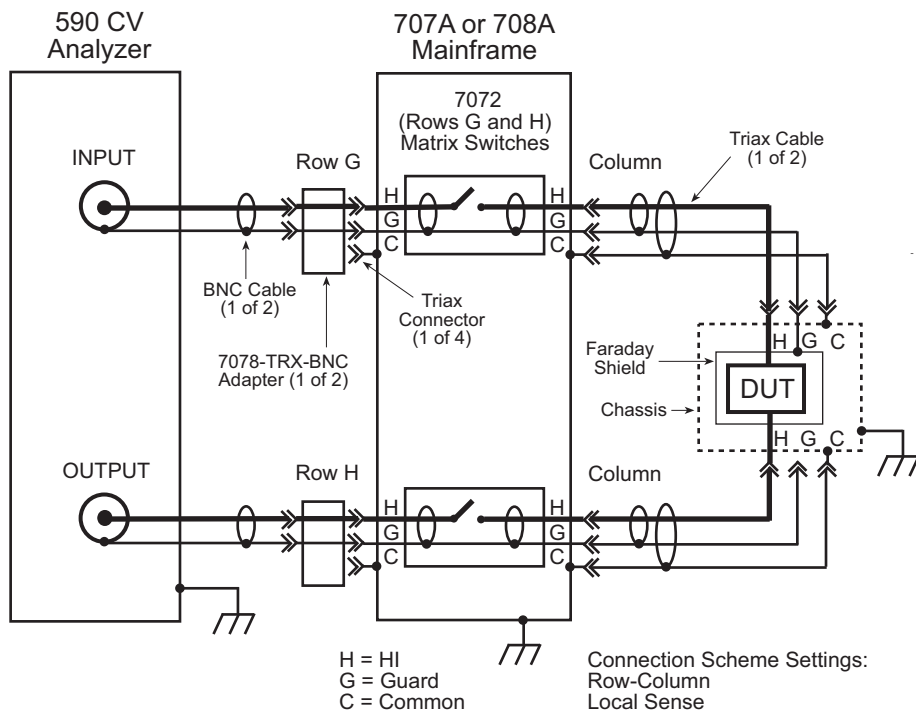 590 CV
Analyzer
707A or 708A
Mainframe
7072
(Rows G and H)
Matrix Switches
Triax Cable
(1 of 2)
INPUT
Row G
Column
H
G
C
H
G
C
BNC Cable
(1 of 2)
Triax
Connector
(1 of 4)
7078-TRX-BNC
Adapter (1 of 2)
Faraday
Shield
H G C
DUT
Chassis
H G C
OUTPUT
Row H
Column
H
G
C
H
G
C
H = HI
G = Guard
C = Common
Connection Scheme Settings:
Row-Column
Local Sense